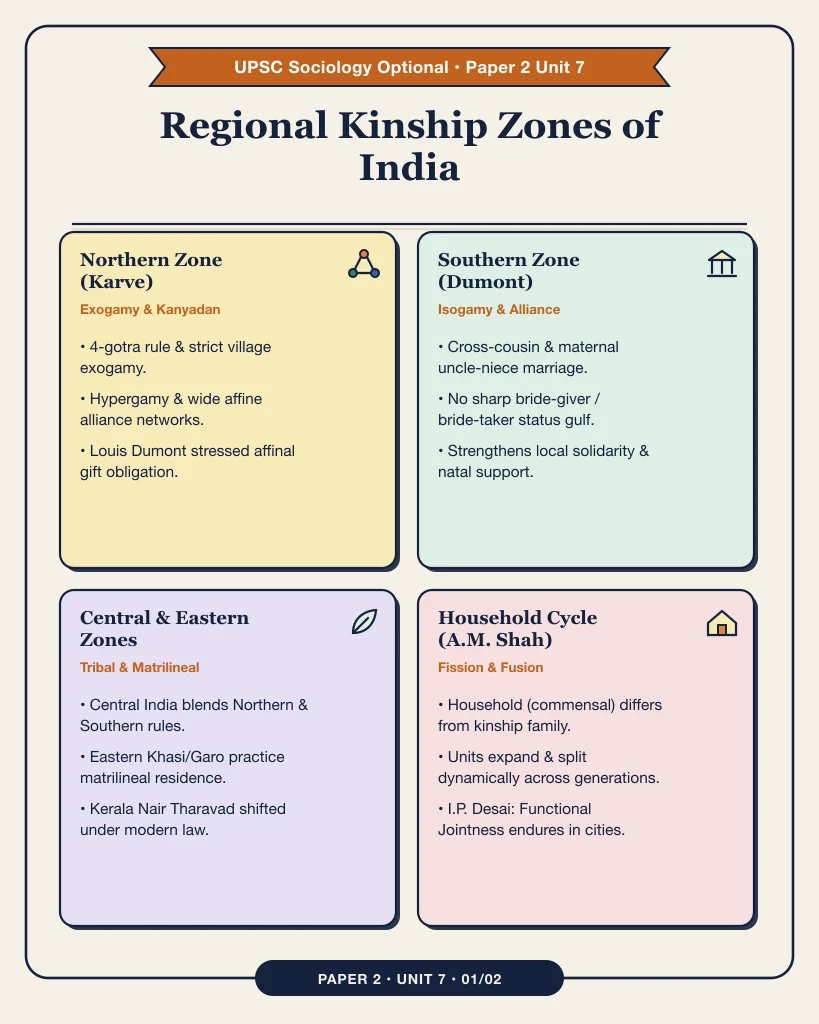 UPSC Sociology Optional • Paper 2 Unit 7
Regional Kinship Zones of
India
Northern Zone
(Karve)
Exogamy & Kanyadan
• 4-gotra rule & strict village
exogamy.
• Hypergamy & wide affine
alliance networks.
• Louis Dumont stressed affinal
gift obligation.
Southern Zone
(Dumont)
Isogamy & Alliance
• Cross-cousin & maternal
uncle-niece marriage.
• No sharp bride-giver /
bride-taker status gulf.
• Strengthens local solidarity &
natal support.
Central & Eastern
Zones
Tribal & Matrilineal
• Central India blends Northern &
Southern rules.
• Eastern Khasi/Garo practice
matrilineal residence.
• Kerala Nair Tharavad shifted
under modern law.
Household Cycle
(A.M. Shah)
Fission & Fusion
• Household (commensal) differs
from kinship family.
• Units expand & split
dynamically across generations.
• I.P. Desai: Functional
Jointness endures in cities.
PAPER 2 • UNIT 7 • 01/02